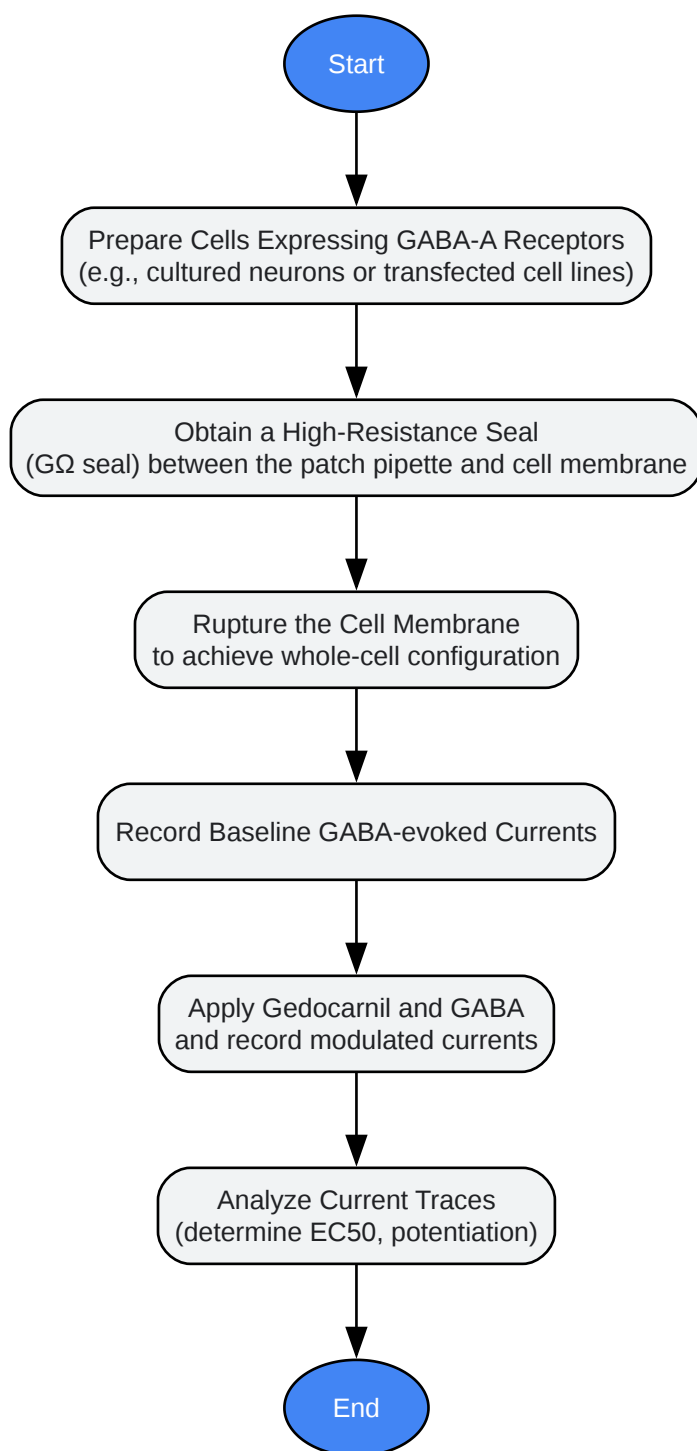 Start
Prepare Cells Expressing GABA-A Receptors
(e.g., cultured neurons or transfected cell lines)
Obtain a High-Resistance Seal
(GΩ seal) between the patch pipette and cell membrane
Rupture the Cell Membrane
to achieve whole-cell configuration
Record Baseline GABA-evoked Currents
Apply Gedocarnil and GABA
and record modulated currents
Analyze Current Traces
(determine EC50, potentiation)
End